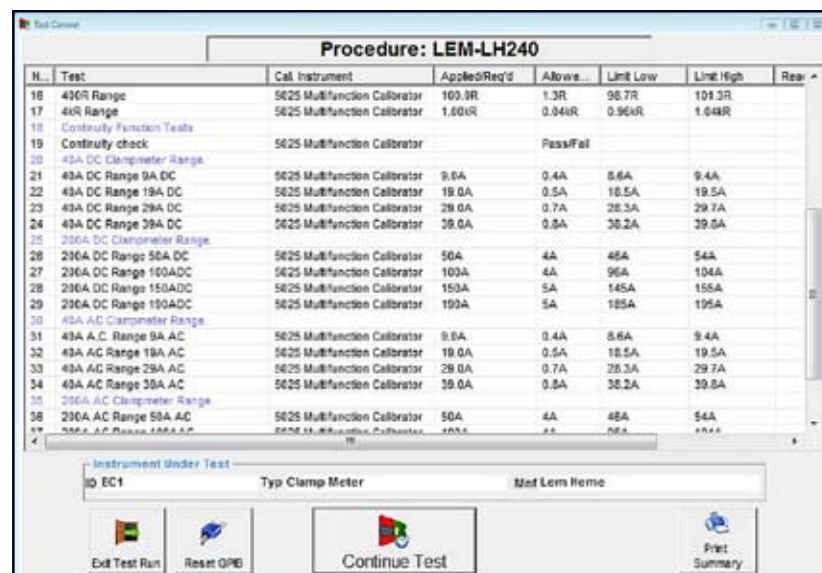 Test Control
Procedure: LEM-LH240
N... Test Cal. Instrument Applied/Req'd Allowe... Limit Low Limit High Rea
16 400R Range 5025 Multifunction Calibrator 100.0R 1.3R 98.7R 101.3R
17 4kR Range 5025 Multifunction Calibrator 1.00kR 0.04kR 0.96kR 1.04kR
18 Continuity Function Tests
19 Continuity check 5025 Multifunction Calibrator Pass/Fail
20 40A DC Clampmeter Range.
21 40A DC Range 9A DC 5025 Multifunction Calibrator 9.0A 0.4A 8.6A 9.4A
22 40A DC Range 19A DC 5025 Multifunction Calibrator 19.0A 0.5A 18.5A 19.5A
23 40A DC Range 29A DC 5025 Multifunction Calibrator 29.0A 0.7A 28.3A 29.7A
24 40A DC Range 39A DC 5025 Multifunction Calibrator 39.0A 0.8A 38.2A 39.8A
25 200A DC Clampmeter Range.
26 200A DC Range 50A DC 5025 Multifunction Calibrator 50A 4A 46A 54A
27 200A DC Range 100ADC 5025 Multifunction Calibrator 100A 4A 96A 104A
28 200A DC Range 150ADC 5025 Multifunction Calibrator 150A 5A 145A 155A
29 200A DC Range 190ADC 5025 Multifunction Calibrator 190A 5A 185A 195A
30 40A AC Clampmeter Range.
31 40A A.C. Range 9A AC 5025 Multifunction Calibrator 9.0A 0.4A 8.6A 9.4A
32 40A AC Range 19A AC 5025 Multifunction Calibrator 19.0A 0.5A 18.5A 19.5A
33 40A AC Range 29A AC 5025 Multifunction Calibrator 29.0A 0.7A 28.3A 29.7A
34 40A AC Range 39A AC 5025 Multifunction Calibrator 39.0A 0.8A 38.2A 39.8A
35 200A AC Clampmeter Range
36 200A AC Range 50A AC 5025 Multifunction Calibrator 50A 4A 46A 54A
37 200A AC Range 100A AC 5025 Multifunction Calibrator 100A 4A 96A 104A
Instrument Under Test
ID EC1 Typ Clamp Meter Mnf Lem Heme
Exit Test Run
Reset GPIB
Continue Test
Print
Summary